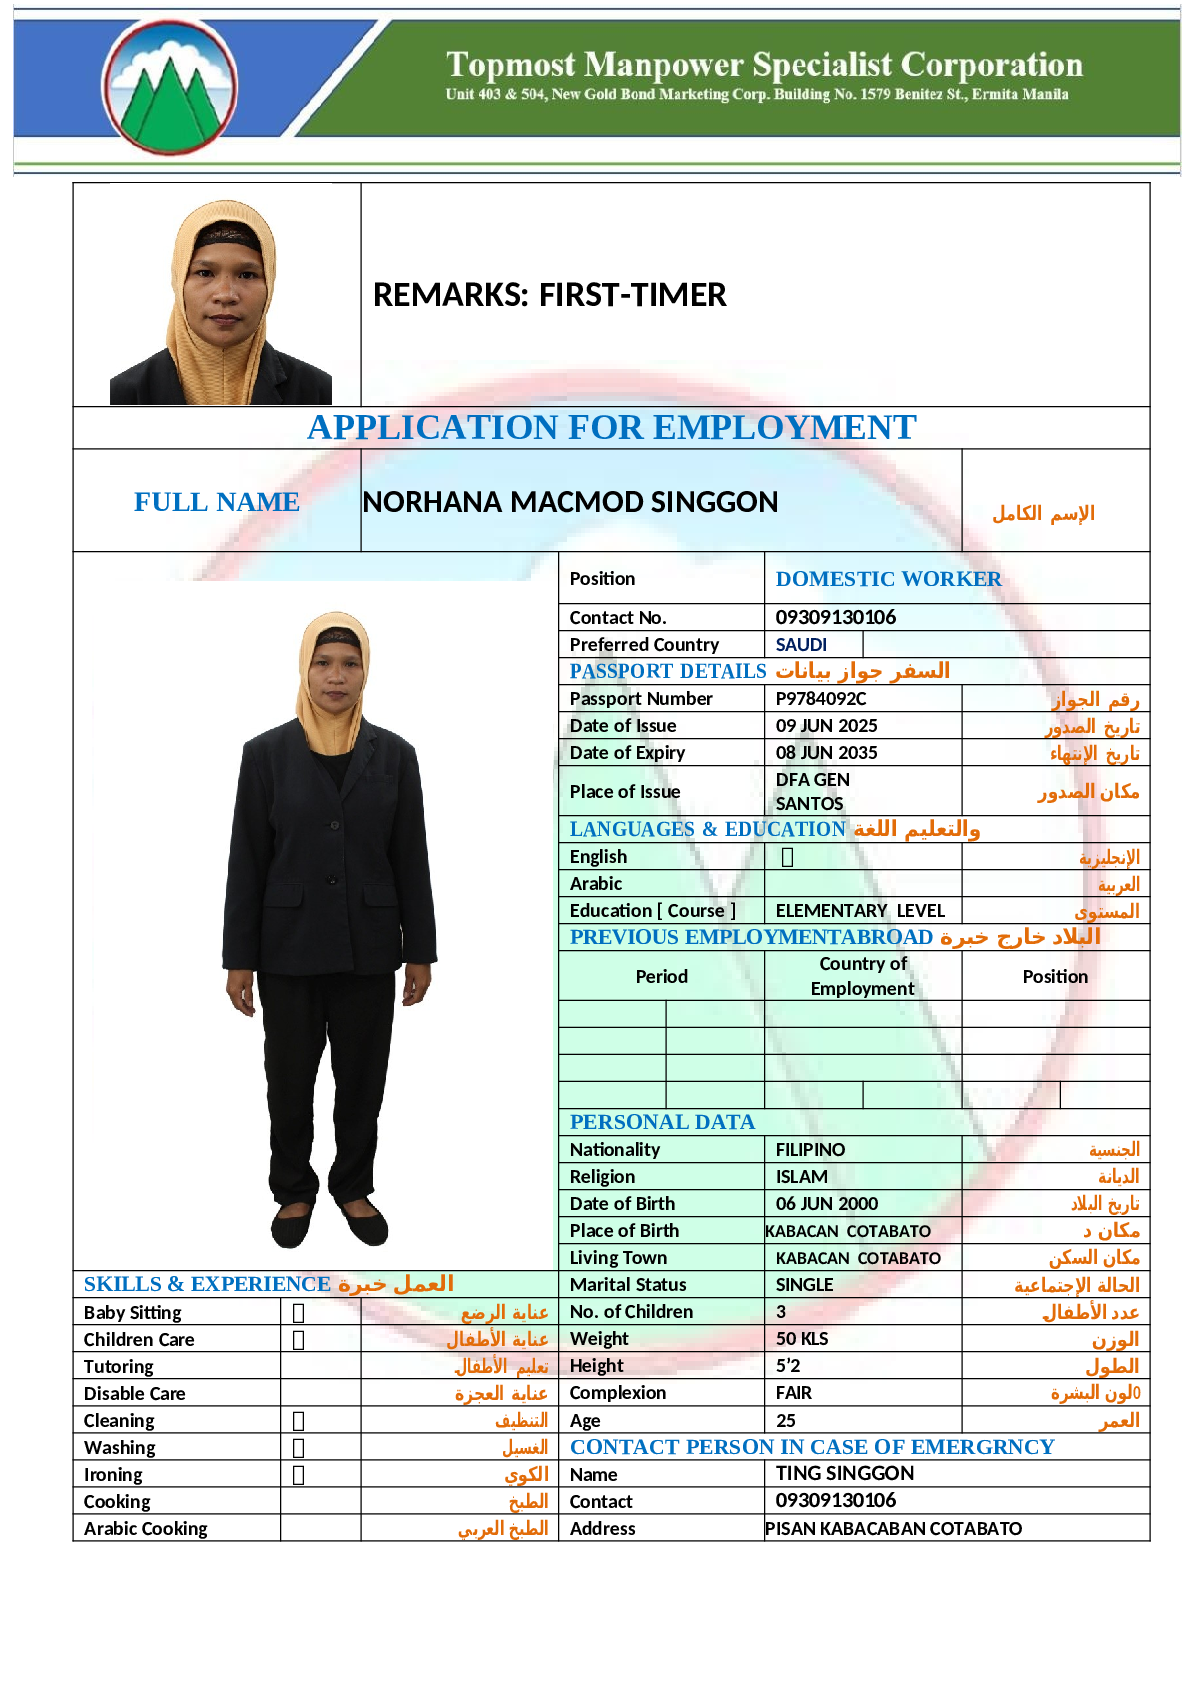 Topmost Manpower Specialist Corporation
Unit 403 & 504, New Gold Bond Marketing Corp. Building No. 1579 Benitez St., Ermita Manila
REMARKS: FIRST-TIMER
APPLICATION FOR EMPLOYMENT
FULL NAME NORHANA MACMOD SINGGON الإسم الكامل
Position DOMESTIC WORKER
Contact No. 09309130106
Preferred Country SAUDI
PASSPORT DETAILS السفر جواز بيانات
Passport Number P9784092C رقم الجواز
Date of Issue 09 JUN 2025 تاريخ الصدور
Date of Expiry 08 JUN 2035 تاريخ الإنتهاء
Place of Issue DFA GEN SANTOS مكان الصدور
LANGUAGES & EDUCATION والتعليم اللغة
English الإنجليزية
Arabic العربية
Education [ Course ] ELEMENTARY LEVEL المستوى
PREVIOUS EMPLOYMENTABROAD البلاد خارج خبرة
Period Country of Employment Position
PERSONAL DATA
Nationality FILIPINO الجنسية
Religion ISLAM الديانة
Date of Birth 06 JUN 2000 تاريخ البلاد
Place of Birth KABACAN COTABATO مكان د
Living Town KABACAN COTABATO مكان السكن
SKILLS & EXPERIENCE العمل خبرة Marital Status SINGLE الحالة الإجتماعية
Baby Sitting عناية الرضع No. of Children 3 عدد الأطفال
Children Care عناية الأطفال Weight 50 KLS الوزن
Tutoring تعليم الأطفال Height 5’2 الطول
Disable Care عناية العجزة Complexion FAIR 0لون البشرة
Cleaning التنظيف Age 25 العمر
Washing الغسيل CONTACT PERSON IN CASE OF EMERGRNCY
Ironing الكوي Name TING SINGGON
Cooking الطبخ Contact 09309130106
Arabic Cooking الطبخ العربي Address PISAN KABACABAN COTABATO